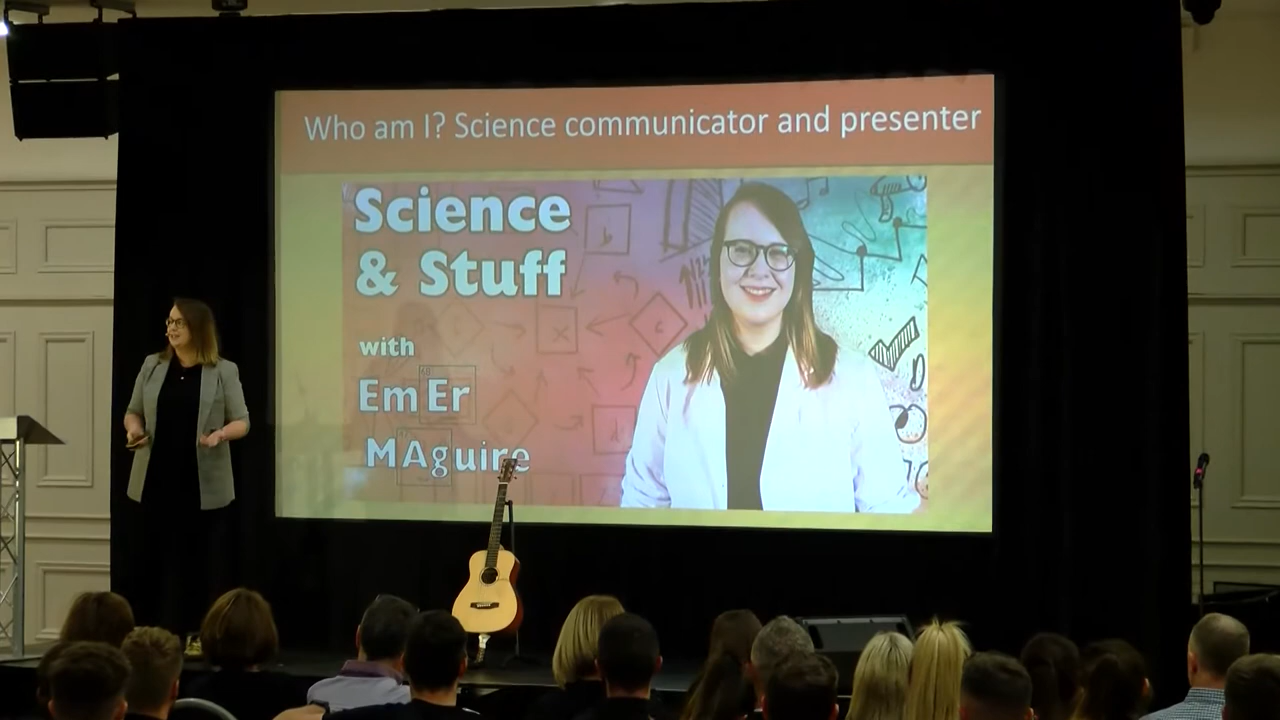 Who am I? Science communicator and presenter
Science
& Stuff
with
EmEr
MAguire